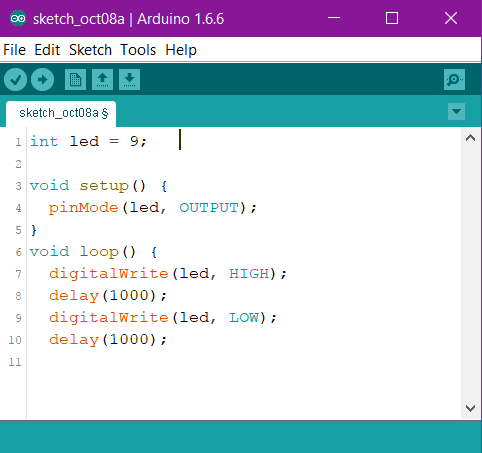 sketch_oct08a | Arduino 1.6.6
File Edit Sketch Tools Help
sketch_oct08a §
1 int led = 9;
2
3 void setup() {
4   pinMode(led, OUTPUT);
5 }
6 void loop() {
7   digitalWrite(led, HIGH);
8   delay(1000);
9   digitalWrite(led, LOW);
10   delay(1000);
11